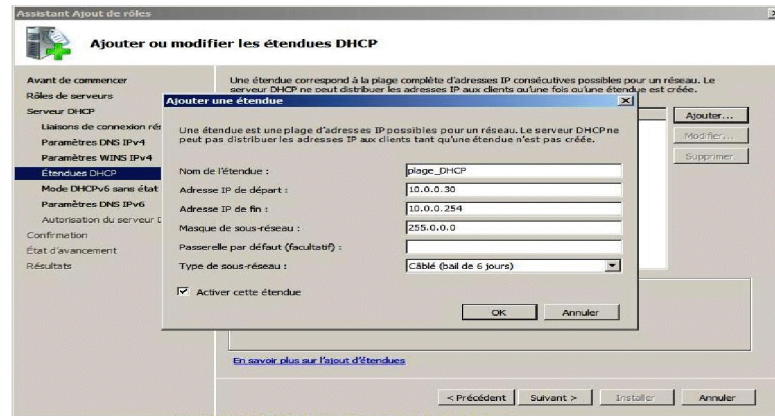 Assistant Ajout de rôles
Ajouter ou modifier les étendues DHCP
Avant de commencer
Rôles de serveurs
Serveur DHCP
Liaisons de connexion rés
Paramètres DNS IPv4
Paramètres WINS IPv4
Étendues DHCP
Mode DHCPv6 sans état
Paramètres DNS IPv6
Autorisation du serveur D
Confirmation
État d'avancement
Résultats
Une étendue correspond à la plage complète d'adresses IP consécutives possibles pour un réseau. Le
serveur DHCP ne peut distribuer les adresses IP aux clients qu'une fois qu'une étendue est créée.
Ajouter...
Modifier...
Supprimer
Ajouter une étendue
Une étendue est une plage d'adresses IP possibles pour un réseau. Le serveur DHCP ne
peut pas distribuer les adresses IP aux clients tant qu'une étendue n'est pas créée.
Nom de l'étendue : plage_DHCP
Adresse IP de départ : 10.0.0.30
Adresse IP de fin : 10.0.0.254
Masque de sous-réseau : 255.0.0.0
Passerelle par défaut (facultatif) :
Type de sous-réseau : Câblé (bail de 6 jours)
Activer cette étendue
OK Annuler
En savoir plus sur l'ajout d'étendues
< Précédent Suivant > Installer Annuler